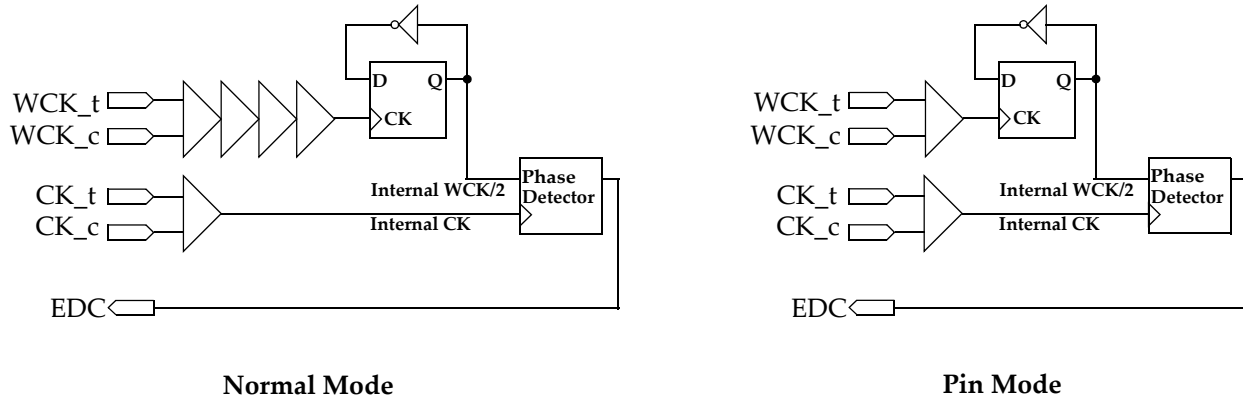 D Q
CK
WCK_t
WCK_c
CK_t
CK_c
Internal WCK/2
Internal CK
Phase
Detector
EDC
Normal Mode
D Q
CK
WCK_t
WCK_c
CK_t
CK_c
Internal WCK/2
Internal CK
Phase
Detector
EDC
Pin Mode